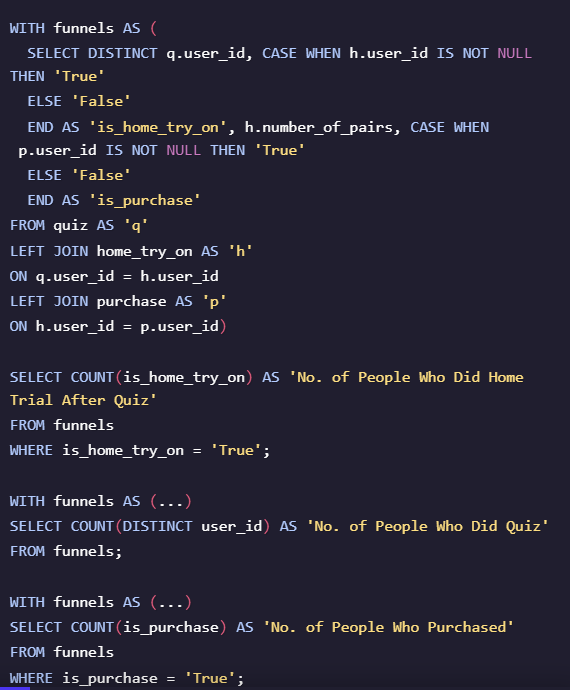 WITH funnels AS (
SELECT DISTINCT q.user_id, CASE WHEN h.user_id IS NOT NULL
THEN 'True'
ELSE 'False'
END AS 'is_home_try_on', h.number_of_pairs, CASE WHEN
p.user_id IS NOT NULL THEN 'True'
ELSE 'False'
END AS 'is_purchase'
FROM quiz AS 'q'
LEFT JOIN home_try_on AS 'h'
ON q.user_id = h.user_id
LEFT JOIN purchase AS 'p'
ON h.user_id = p.user_id)
SELECT COUNT(is_home_try_on) AS 'No. of People Who Did Home
Trial After Quiz'
FROM funnels
WHERE is_home_try_on = 'True';
WITH funnels AS (...)
SELECT COUNT(DISTINCT user_id) AS 'No. of People Who Did Quiz'
FROM funnels;
WITH funnels AS (...)
SELECT COUNT(is_purchase) AS 'No. of People Who Purchased'
FROM funnels
WHERE is_purchase = 'True';